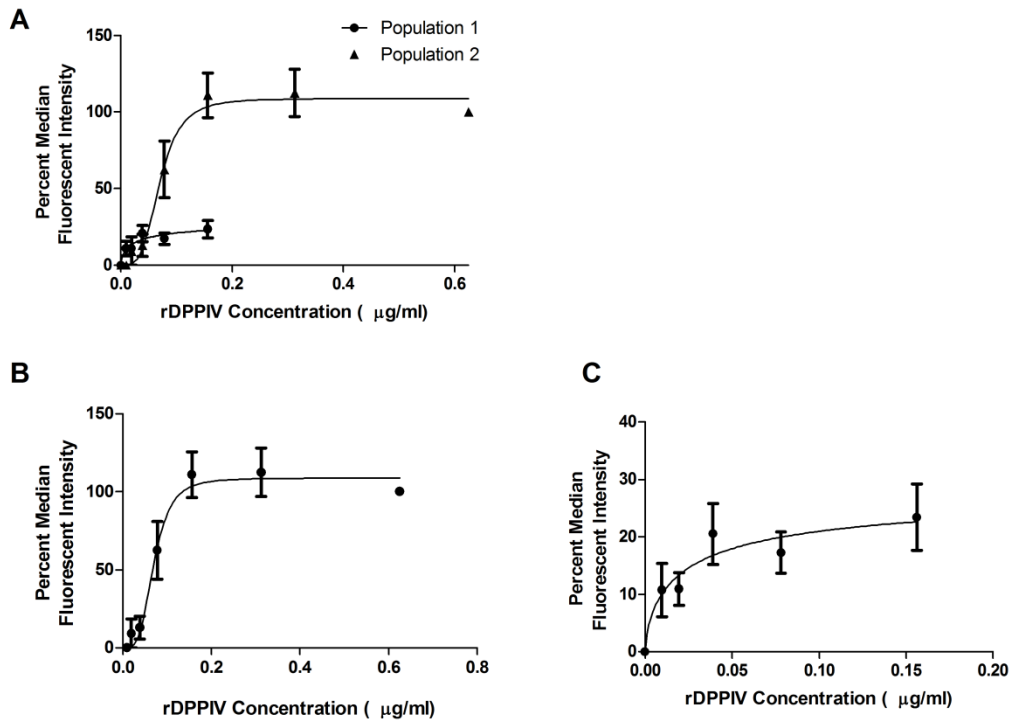 A
Population 1
Population 2
150
100
50
0
Percent Median
Fluorescent Intensity
0.0
0.2
0.4
0.6
rDPPIV Concentration ( μg/ml)
B
150
100
50
0
Percent Median
Fluorescent Intensity
0.0
0.2
0.4
0.6
0.8
rDPPIV Concentration ( μg/ml)
C
40
30
20
10
0
Percent Median
Fluorescent Intensity
0.00
0.05
0.10
0.15
0.20
rDPPIV Concentration ( μg/ml)